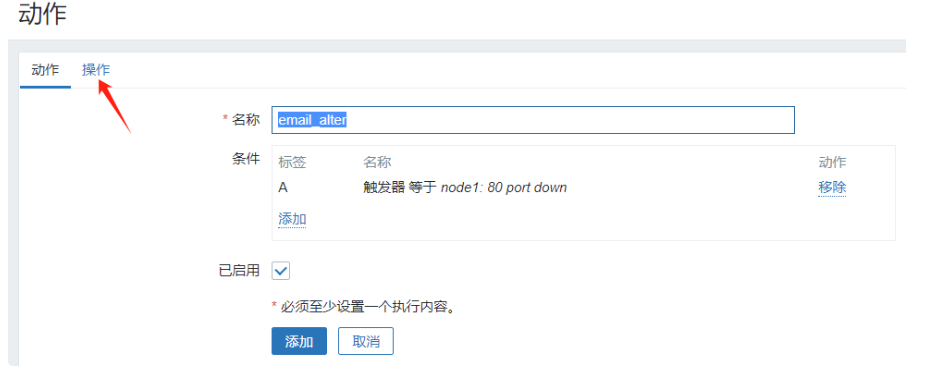 动作
动作 操作
* 名称 email_alter
条件 标签 名称 动作
A 触发器 等于 node1: 80 port down 移除
添加
已启用
* 必须至少设置一个执行内容。
添加 取消